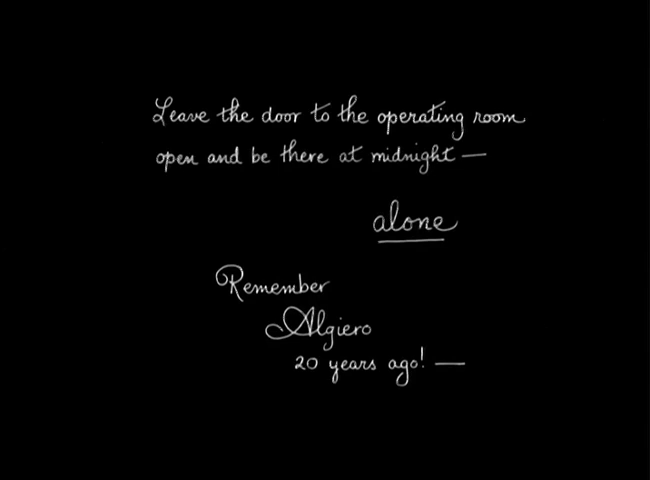 Leave the door to the operating room
open and be there at midnight —
alone
Remember
Algiero
20 years ago! —